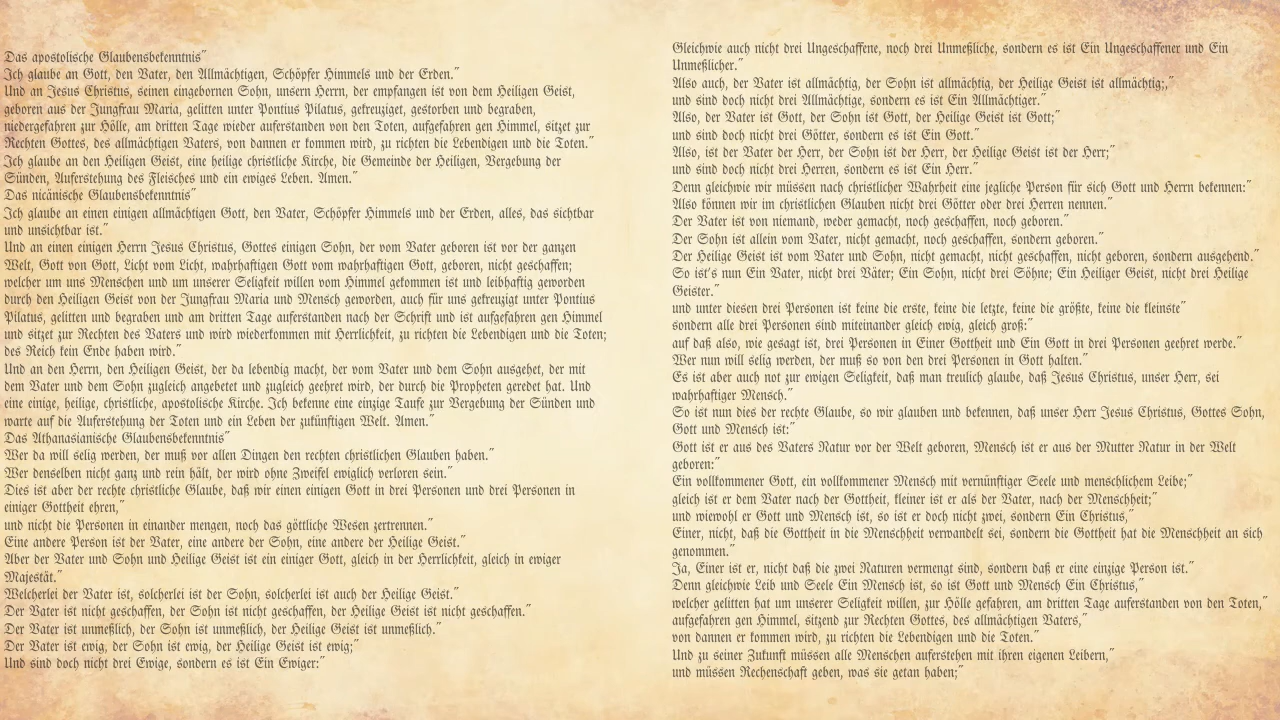 Das apostolische Glaubensbekenntnis"
Ich glaube an Gott, den Vater, den Allmächtigen, Schöpfer Himmels und der Erden."
Und an Jesus Christus, seinen eingebornen Sohn, unsern Herrn, der empfangen ist von dem Heiligen Geist,
geboren aus der Jungfrau Maria, gelitten unter Pontius Pilatus, gekreuziget, gestorben und begraben,
niedergefahren zur Hölle, am dritten Tage wieder auferstanden von den Toten, aufgefahren gen Himmel, sitzet zur
Rechten Gottes, des allmächtigen Vaters, von dannen er kommen wird, zu richten die Lebendigen und die Toten."
Ich glaube an den Heiligen Geist, eine heilige christliche Kirche, die Gemeinde der Heiligen, Vergebung der
Sünden, Auferstehung des Fleisches und ein ewiges Leben. Amen."
Das nicänische Glaubensbekenntnis"
Ich glaube an einen einigen allmächtigen Gott, den Vater, Schöpfer Himmels und der Erden, alles, das sichtbar
und unsichtbar ist."
Und an einen einigen Herrn Jesus Christus, Gottes einigen Sohn, der vom Vater geboren ist vor der ganzen
Welt, Gott von Gott, Licht vom Licht, wahrhaftigen Gott vom wahrhaftigen Gott, geboren, nicht geschaffen;
welcher um uns Menschen und um unserer Seligkeit willen vom Himmel gekommen ist und leibhaftig geworden
durch den Heiligen Geist von der Jungfrau Maria und Mensch geworden, auch für uns gekreuzigt unter Pontius
Pilatus, gelitten und begraben und am dritten Tage auferstanden nach der Schrift und ist aufgefahren gen Himmel
und sitzet zur Rechten des Vaters und wird wiederkommen mit Herrlichkeit, zu richten die Lebendigen und die Toten;
des Reich kein Ende haben wird."
Und an den Herrn, den Heiligen Geist, der da lebendig macht, der vom Vater und dem Sohn ausgehet, der mit
dem Vater und dem Sohn zugleich angebetet und zugleich geehret wird, der durch die Propheten geredet hat. Und
eine einige, heilige, christliche, apostolische Kirche. Ich bekenne eine einzige Taufe zur Vergebung der Sünden und
warte auf die Auferstehung der Toten und ein Leben der zukünftigen Welt. Amen."
Das Athanasianische Glaubensbekenntnis"
Wer da will selig werden, der muß vor allen Dingen den rechten christlichen Glauben haben."
Wer denselben nicht ganz und rein hält, der wird ohne Zweifel ewiglich verloren sein."
Dies ist aber der rechte christliche Glaube, daß wir einen einigen Gott in drei Personen und drei Personen in
einiger Gottheit ehren,"
und nicht die Personen in einander mengen, noch das göttliche Wesen zertrennen."
Eine andere Person ist der Vater, eine andere der Sohn, eine andere der Heilige Geist."
Aber der Vater und Sohn und Heilige Geist ist ein einiger Gott, gleich in der Herrlichkeit, gleich in ewiger
Majestät."
Welcherlei der Vater ist, solcherlei ist der Sohn, solcherlei ist auch der Heilige Geist."
Der Vater ist nicht geschaffen, der Sohn ist nicht geschaffen, der Heilige Geist ist nicht geschaffen."
Der Vater ist unmeßlich, der Sohn ist unmeßlich, der Heilige Geist ist unmeßlich."
Der Vater ist ewig, der Sohn ist ewig, der Heilige Geist ist ewig;"
Und sind doch nicht drei Ewige, sondern es ist Ein Ewiger:"
Gleichwie auch nicht drei Ungeschaffene, noch drei Unmeßliche, sondern es ist Ein Ungeschaffener und Ein
Unmeßlicher."
Also auch, der Vater ist allmächtig, der Sohn ist allmächtig, der Heilige Geist ist allmächtig;,"
und sind doch nicht drei Allmächtige, sondern es ist Ein Allmächtiger."
Also, der Vater ist Gott, der Sohn ist Gott, der Heilige Geist ist Gott;"
und sind doch nicht drei Götter, sondern es ist Ein Gott."
Also, ist der Vater der Herr, der Sohn ist der Herr, der Heilige Geist ist der Herr;"
und sind doch nicht drei Herren, sondern es ist Ein Herr."
Denn gleichwie wir müssen nach christlicher Wahrheit eine jegliche Person für sich Gott und Herrn bekennen:"
Also können wir im christlichen Glauben nicht drei Götter oder drei Herren nennen."
Der Vater ist von niemand, weder gemacht, noch geschaffen, noch geboren."
Der Sohn ist allein vom Vater, nicht gemacht, noch geschaffen, sondern geboren."
Der Heilige Geist ist vom Vater und Sohn, nicht gemacht, nicht geschaffen, nicht geboren, sondern ausgehend."
So ist's nun Ein Vater, nicht drei Väter; Ein Sohn, nicht drei Söhne; Ein Heiliger Geist, nicht drei Heilige
Geister."
und unter diesen drei Personen ist keine die erste, keine die letzte, keine die größte, keine die kleinste"
sondern alle drei Personen sind miteinander gleich ewig, gleich groß:"
auf daß also, wie gesagt ist, drei Personen in Einer Gottheit und Ein Gott in drei Personen geehret werde."
Wer nun will selig werden, der muß so von den drei Personen in Gott halten."
Es ist aber auch not zur ewigen Seligkeit, daß man treulich glaube, daß Jesus Christus, unser Herr, sei
wahrhaftiger Mensch."
So ist nun dies der rechte Glaube, so wir glauben und bekennen, daß unser Herr Jesus Christus, Gottes Sohn,
Gott und Mensch ist:"
Gott ist er aus des Vaters Natur vor der Welt geboren, Mensch ist er aus der Mutter Natur in der Welt
geboren:"
Ein vollkommener Gott, ein vollkommener Mensch mit vernünftiger Seele und menschlichem Leibe;"
gleich ist er dem Vater nach der Gottheit, kleiner ist er als der Vater, nach der Menschheit;"
und wiewohl er Gott und Mensch ist, so ist er doch nicht zwei, sondern Ein Christus,"
Einer, nicht, daß die Gottheit in die Menschheit verwandelt sei, sondern die Gottheit hat die Menschheit an sich
genommen."
Ja, Einer ist er, nicht daß die zwei Naturen vermengt sind, sondern daß er eine einzige Person ist."
Denn gleichwie Leib und Seele Ein Mensch ist, so ist Gott und Mensch Ein Christus,"
welcher gelitten hat um unserer Seligkeit willen, zur Hölle gefahren, am dritten Tage auferstanden von den Toten,"
aufgefahren gen Himmel, sitzend zur Rechten Gottes, des allmächtigen Vaters,"
von dannen er kommen wird, zu richten die Lebendigen und die Toten."
Und zu seiner Zukunft müssen alle Menschen auferstehen mit ihren eigenen Leibern,"
und müssen Rechenschaft geben, was sie getan haben;"